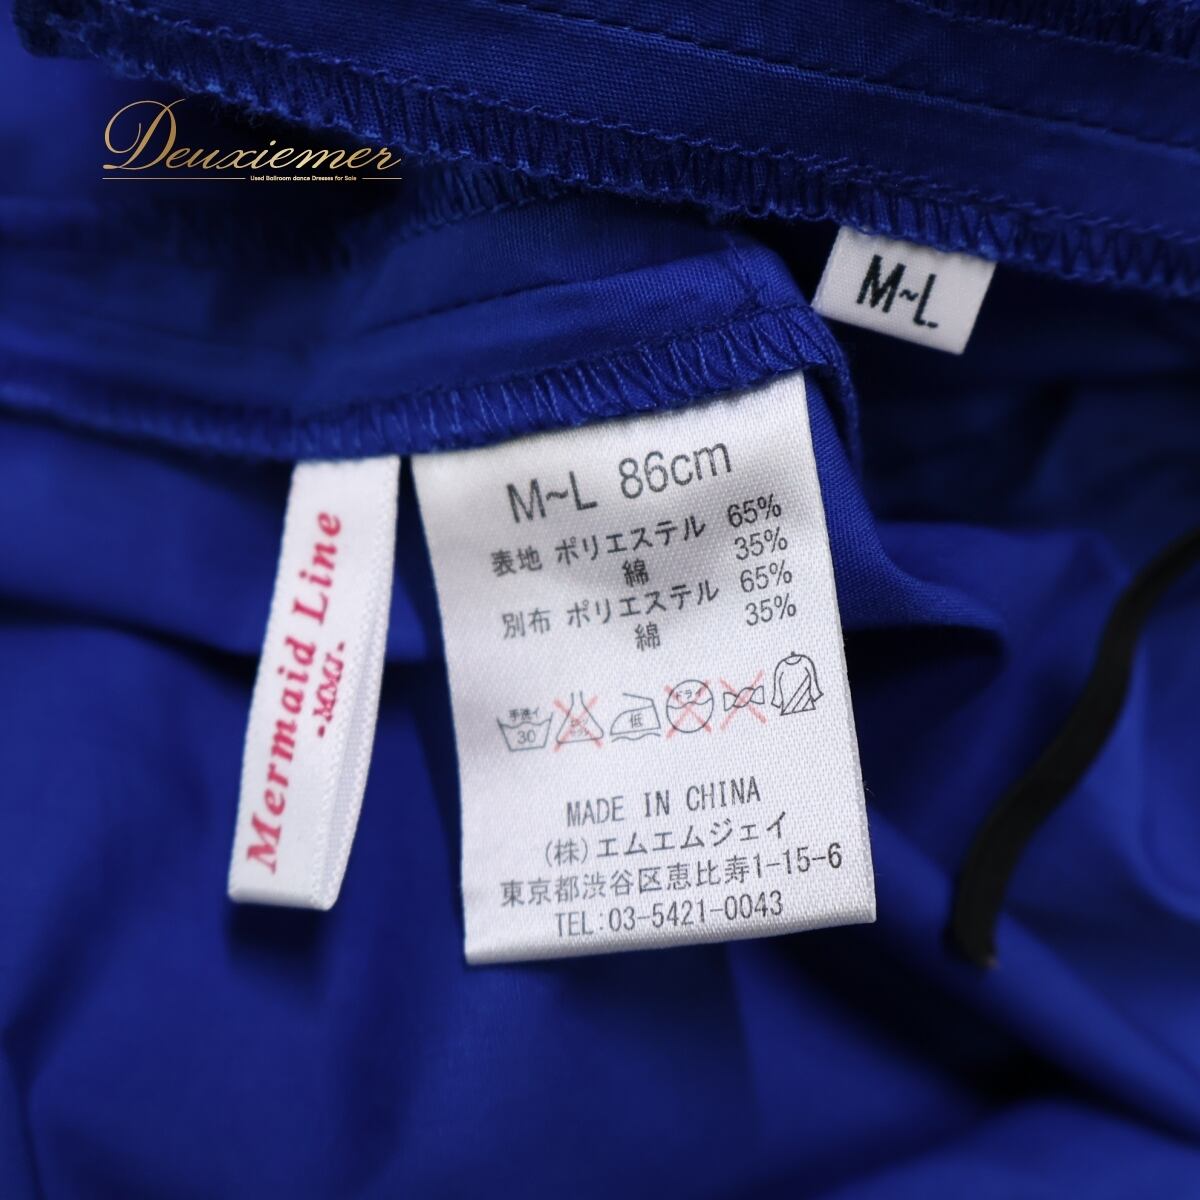 Deuxiemer
Used Ballroom dance Dresses for Sale
M~L
M~L 86cm
表地 ポリエステル 65%
綿 35%
別布 ポリエステル 65%
綿 35%
手洗イ
30
低
ドライ
MADE IN CHINA
(株)エムエムジェイ
東京都渋谷区恵比寿1-15-6
TEL:03-5421-0043
Mermaid Line
-MMJ-